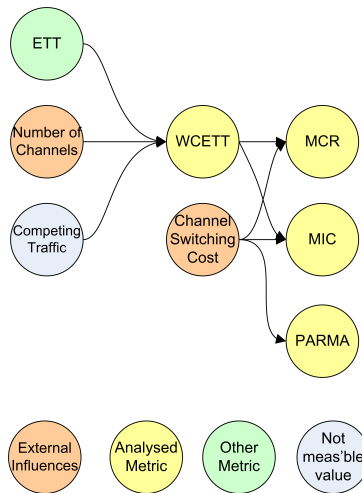 ETT
Number of
Channels
WCETT
MCR
Competing
Traffic
Channel
Switching
Cost
MIC
PARMA
External
Influences
Analysed
Metric
Other
Metric
Not
meas'ble
value